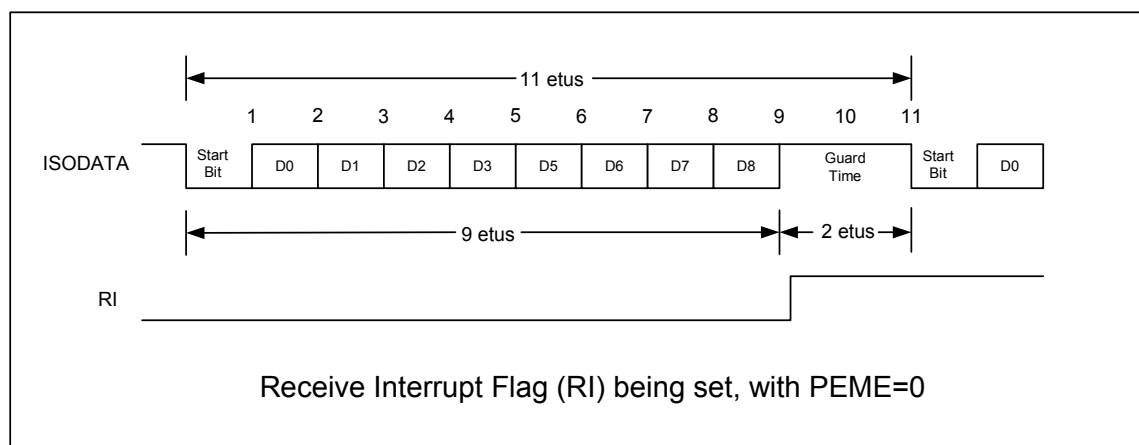 11 etus
1 2 3 4 5 6 7 8 9 10 11
ISODATA
Start
Bit
D0
D1
D2
D3
D5
D6
D7
D8
Guard
Time
Start
Bit
D0
9 etus
2 etus
RI
Receive Interrupt Flag (RI) being set, with PEME=0